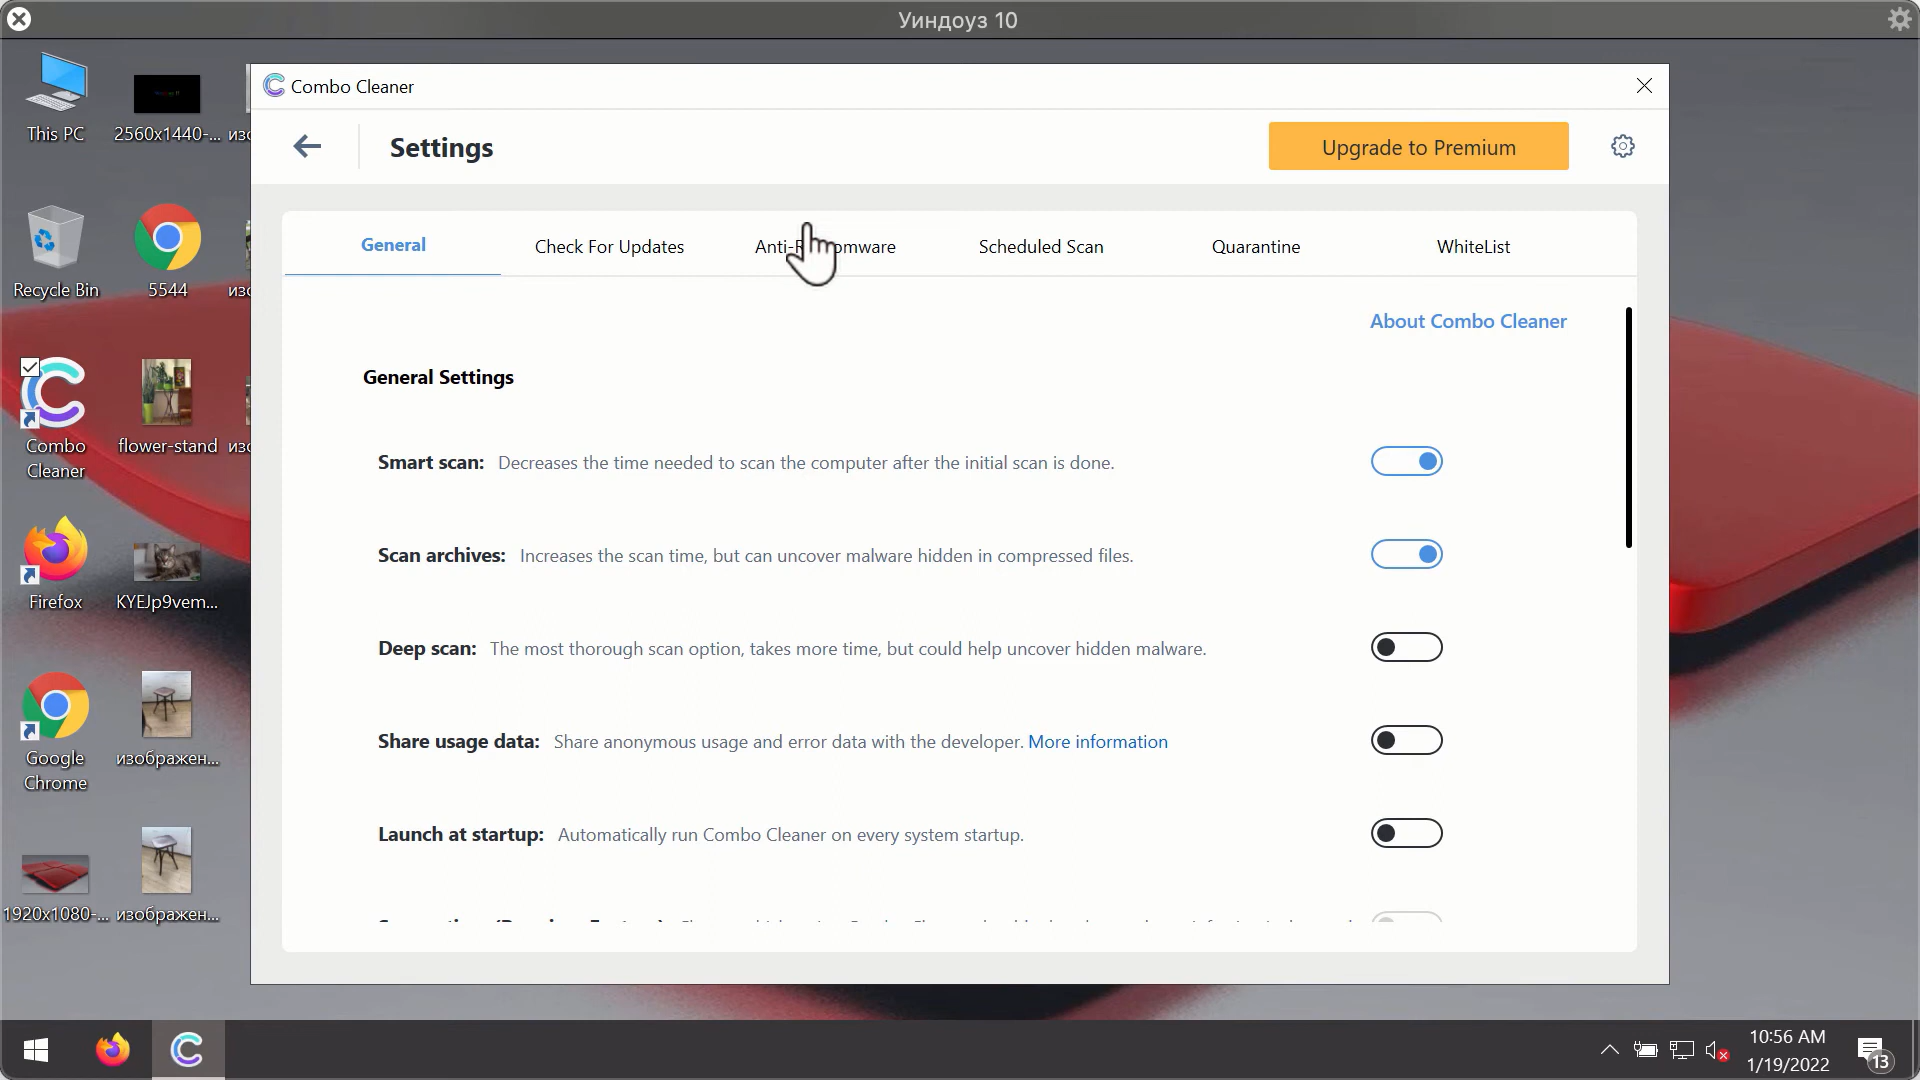 Уиндоуз 10
This PC
2560x1440-...
изо
Recycle Bin
5544
изо
Combo
Cleaner
flower-stand
изо
Firefox
KYEJp9vem...
Google
Chrome
изображен...
1920x1080-...
изображен...
Combo Cleaner
Settings
Upgrade to Premium
General
Check For Updates
Scheduled Scan
Quarantine
WhiteList
About Combo Cleaner
General Settings
Smart scan: Decreases the time needed to scan the computer after the initial scan is done.
Scan archives: Increases the scan time, but can uncover malware hidden in compressed files.
Deep scan: The most thorough scan option, takes more time, but could help uncover hidden malware.
Share usage data: Share anonymous usage and error data with the developer. More information
Launch at startup: Automatically run Combo Cleaner on every system startup.
10:56 AM
1/19/2022
13